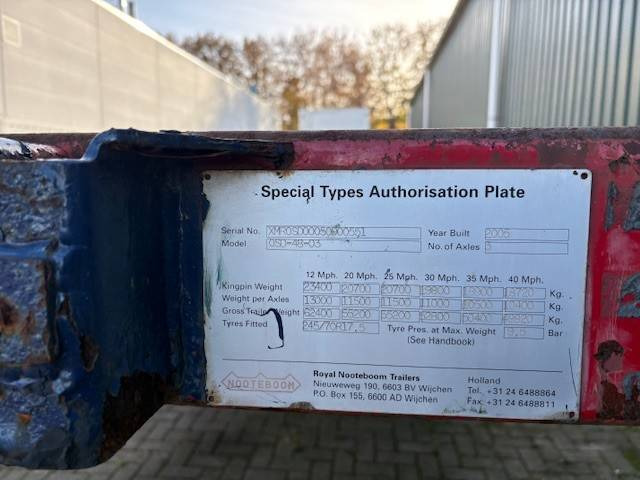 Special Types Authorisation Plate
Serial No. XMR0SD00050R00551 Year Built 2005
Model OSD-48-03 No. of Axles 3
12 Mph. 20 Mph. 25 Mph. 30 Mph. 35 Mph. 40 Mph.
Kingpin Weight 23400 20700 20700 19800 Kg.
Weight per Axles 13000 11500 11500 11000 Kg.
Gross Trailer Weight 62400 55200 55200 52800 Kg.
Tyres Fitted 245/70R17,5 Tyre Pres. at Max. Weight Bar
(See Handbook)
NOOTEBOOM
Royal Nooteboom Trailers Holland
Nieuweweg 190, 6603 BV Wijchen Tel. +31 24 6488864
P.O. Box 155, 6600 AD Wijchen Fax. +31 24 6488811